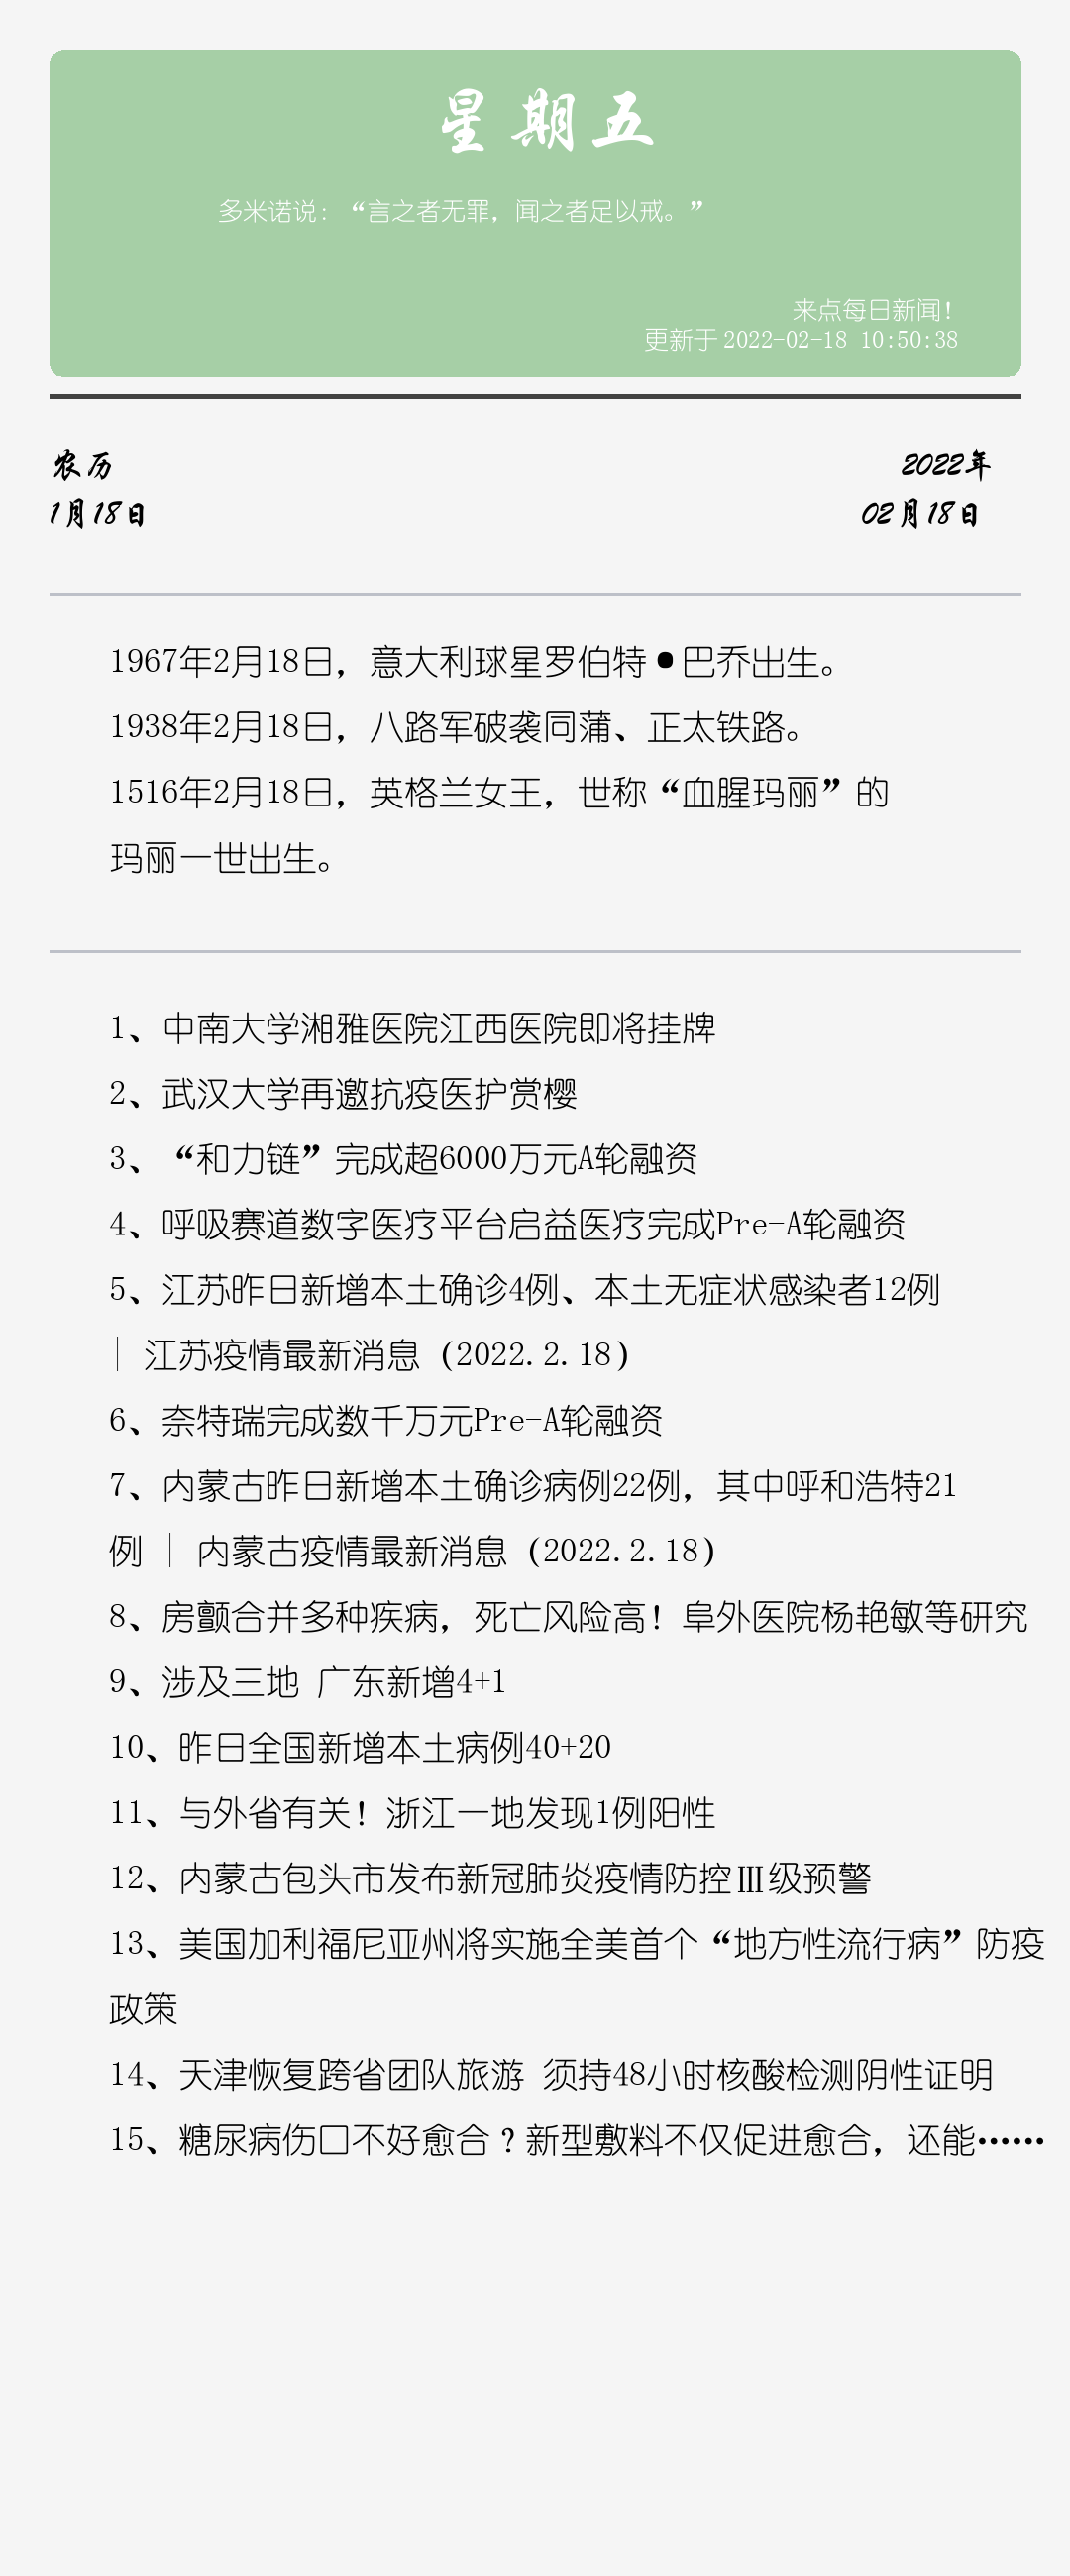 星期五
多米诺说：“言之者无罪，闻之者足以戒。”
来点每日新闻！
更新于 2022-02-18 10:50:38
农历
2022年
1月18日
02月18日
1967年2月18日，意大利球星罗伯特•巴乔出生。
1938年2月18日，八路军破袭同蒲、正太铁路。
1516年2月18日，英格兰女王，世称“血腥玛丽”的
玛丽一世出生。
1、中南大学湘雅医院江西医院即将挂牌
2、武汉大学再邀抗疫医护赏樱
3、“和力链”完成超6000万元A轮融资
4、呼吸赛道数字医疗平台启益医疗完成Pre-A轮融资
5、江苏昨日新增本土确诊4例、本土无症状感染者12例
｜江苏疫情最新消息（2022.2.18）
6、奈特瑞完成数千万元Pre-A轮融资
7、内蒙古昨日新增本土确诊病例22例，其中呼和浩特21
例｜内蒙古疫情最新消息（2022.2.18）
8、房颤合并多种疾病，死亡风险高！阜外医院杨艳敏等研究
9、涉及三地 广东新增4+1
10、昨日全国新增本土病例40+20
11、与外省有关！浙江一地发现1例阳性
12、内蒙古包头市发布新冠肺炎疫情防控Ⅲ级预警
13、美国加利福尼亚州将实施全美首个“地方性流行病”防疫
政策
14、天津恢复跨省团队旅游 须持48小时核酸检测阴性证明
15、糖尿病伤口不好愈合？新型敷料不仅促进愈合，还能……